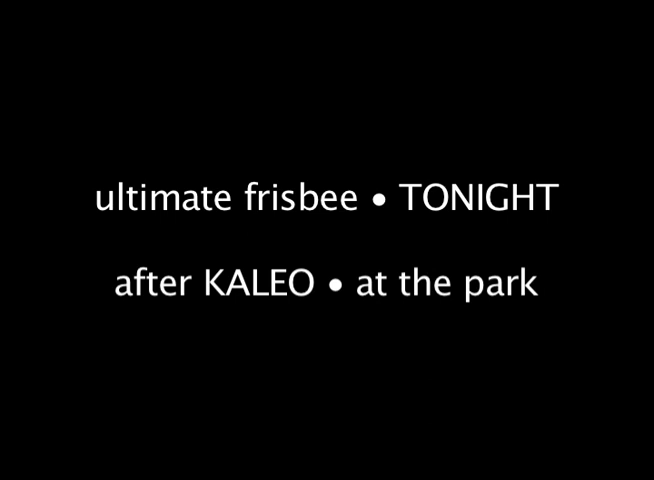 ultimate frisbee • TONIGHT
after KALEO • at the park